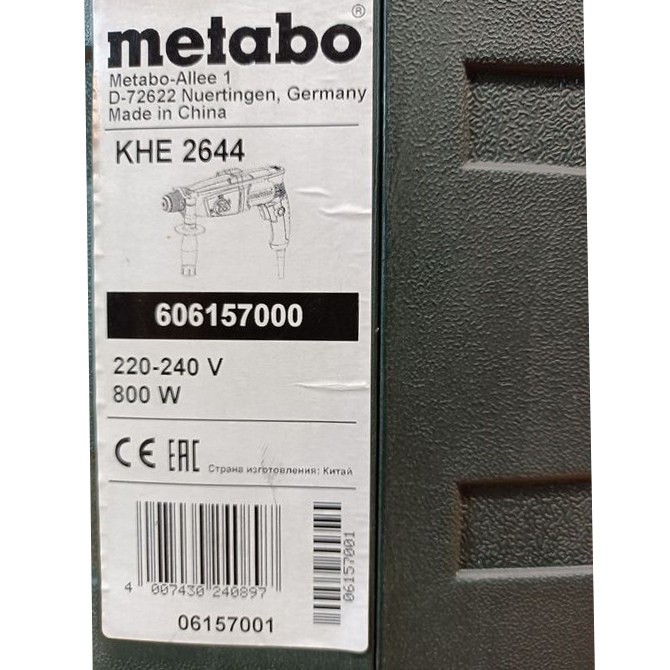 metabo®
Metabo-Allee 1
D-72622 Nuertingen, Germany
Made in China
KHE 2644
606157000
220-240 V
800 W
CE EAC Страна изготовления: Китай
4 007430 240897
06157001
06157001